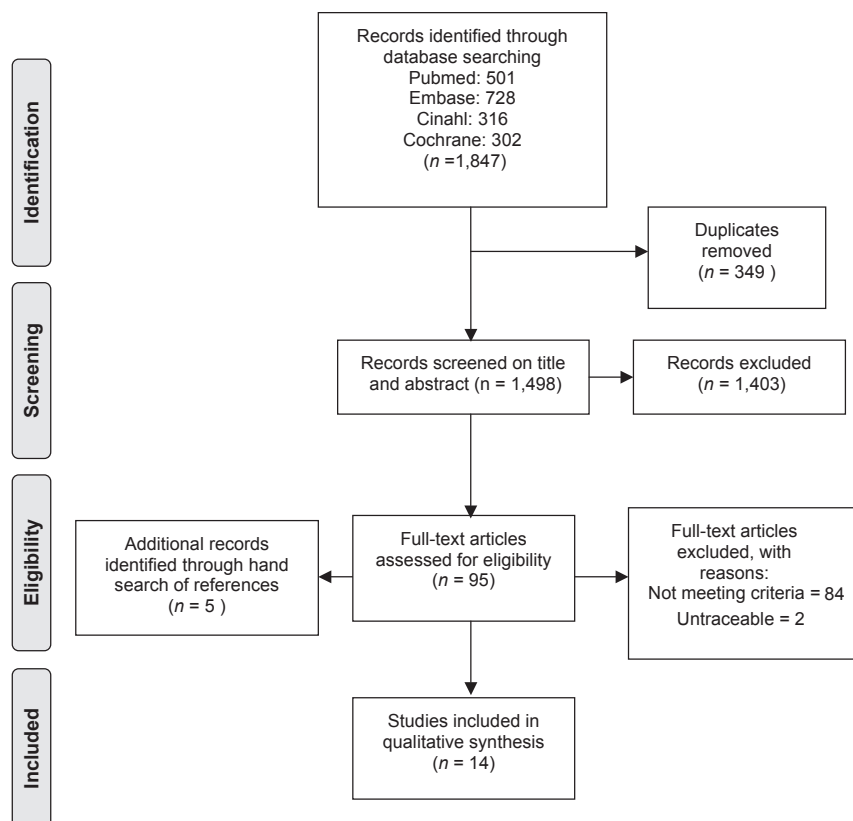 Identification
Records identified through
database searching
Pubmed: 501
Embase: 728
Cinahl: 316
Cochrane: 302
(n =1,847)
Duplicates
removed
(n = 349 )
Screening
Records screened on title
and abstract (n = 1,498)
Records excluded
(n = 1,403)
Eligibility
Additional records
identified through hand
search of references
(n = 5 )
Full-text articles
assessed for eligibility
(n = 95)
Full-text articles
excluded, with
reasons:
Not meeting criteria = 84
Untraceable = 2
Included
Studies included in
qualitative synthesis
(n = 14)